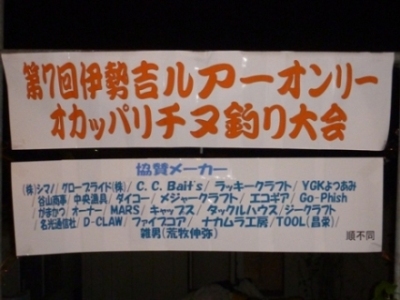 第7回伊勢吉ルアーオンリー
オカッパリチヌ釣り大会
協賛メーカー
(株)シマノ/グローブライド(株)/C.C.Baits/ラッキークラフト/YGKよつあみ
/谷山商事/中央漁具/ダイコー/メジャークラフト/エコギア/Go-Phish
/がまかつ/オーナー/MARS/キャップス/タックルハウス/ジークラフト
/名光通信社/D-CLAW/ファイブコア/ナカムラ工房/TOOL(昌栄)/
雑男(荒牧伸弥)
順不同